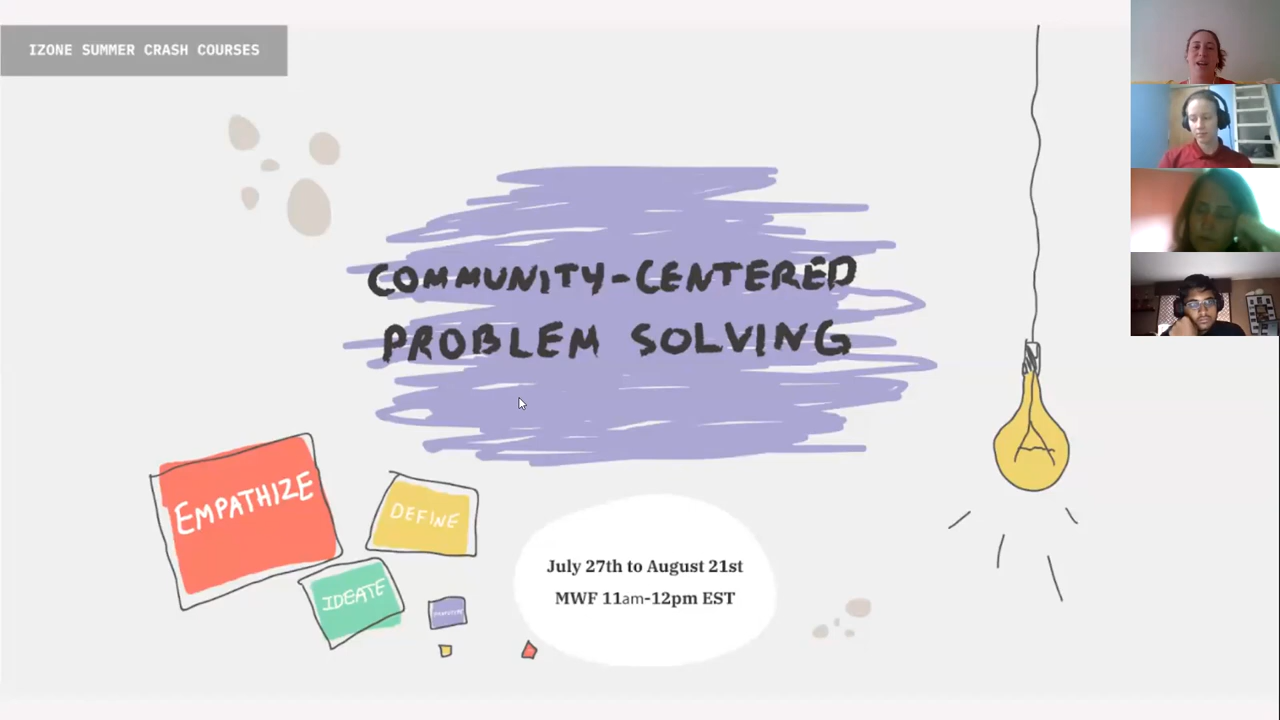 IZONE SUMMER CRASH COURSES
COMMUNITY-CENTERED
PROBLEM SOLVING
EMPATHIZE
DEFINE
IDEATE
July 27th to August 21st
MWF 11am-12pm EST